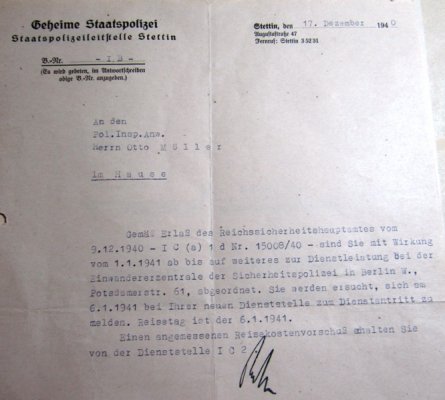 Geheime Staatspolizei
Staatspolizeileitstelle Stettin
B.-Nr. - I B -
(Es wird gebeten, im Antwortschreiben
obige B.-Nr. anzugeben.)
Stettin, den 17. Dezember 1940
Augustastraße 47
Fernruf: Stettin 3 52 31
An den
Pol.Insp.Anw.
Herrn Otto Müller
im Hause
Gemäß Erlaß des Reichssicherheitshauptamtes vom
9.12.1940 - I C (a) 1 d Nr. 15008/40 - sind Sie mit Wirkung
vom 1.1.1941 ab bis auf weiteres zur Dienstleistung bei der
Einwandererzentrale der Sicherheitspolizei in Berlin W.,
Potsdamerstr. 61, abgeordnet. Sie werden ersucht, sich am
6.1.1941 bei Ihrer neuen Dienststelle zum Dienstantritt zu
melden. Reisetag ist der 6.1.1941.
Einen angemessenen Reisekostenvorschuß erhalten Sie
von der Dienststelle I C 2.